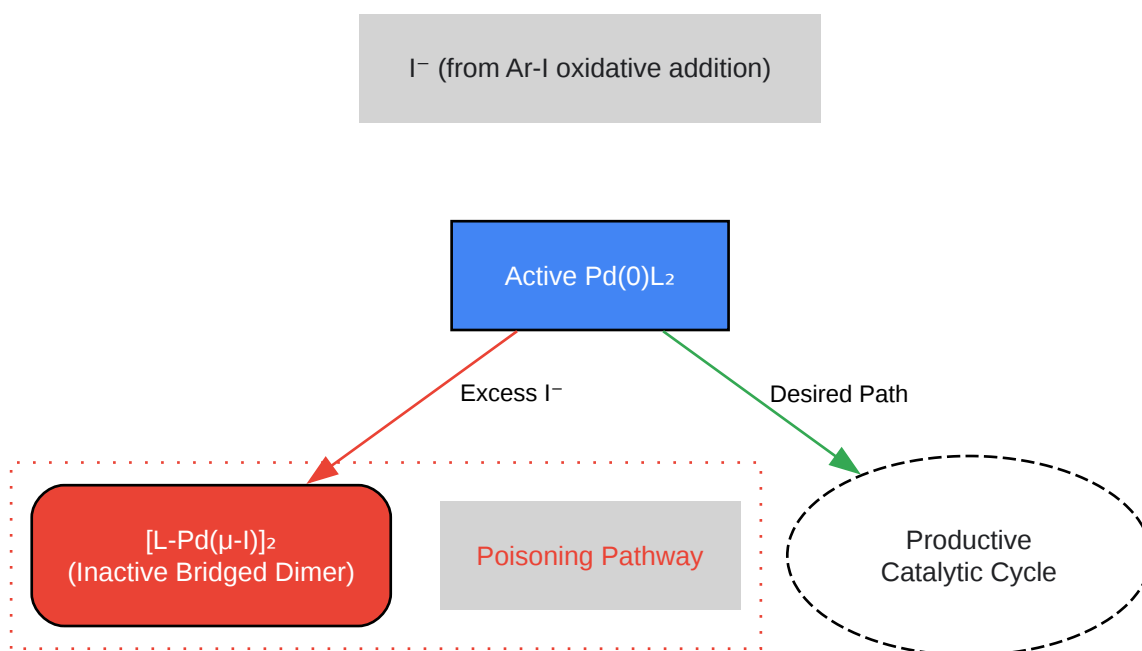 I⁻ (from Ar-I oxidative addition)
Active Pd(0)L₂
Excess I⁻
Desired Path
[L-Pd(μ-I)]₂
(Inactive Bridged Dimer)
Poisoning Pathway
Productive
Catalytic Cycle